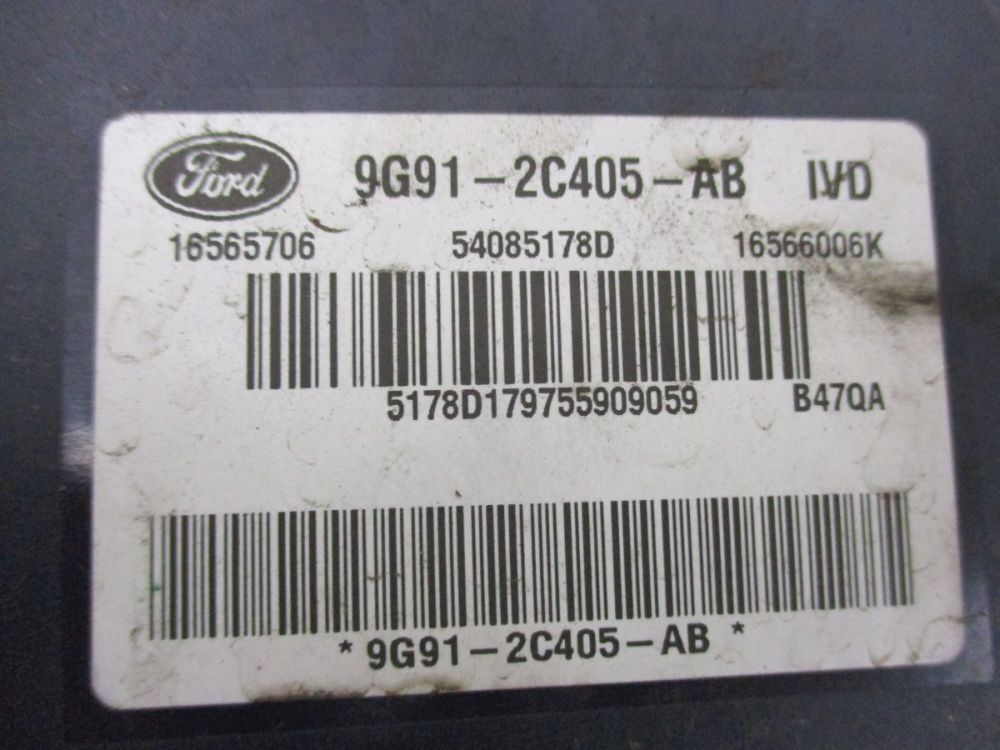 Ford 9G91-2C405-AB IVD
16565706 54085178D 16566006K
5178D179755909059 B47QA
* 9G91-2C405-AB *